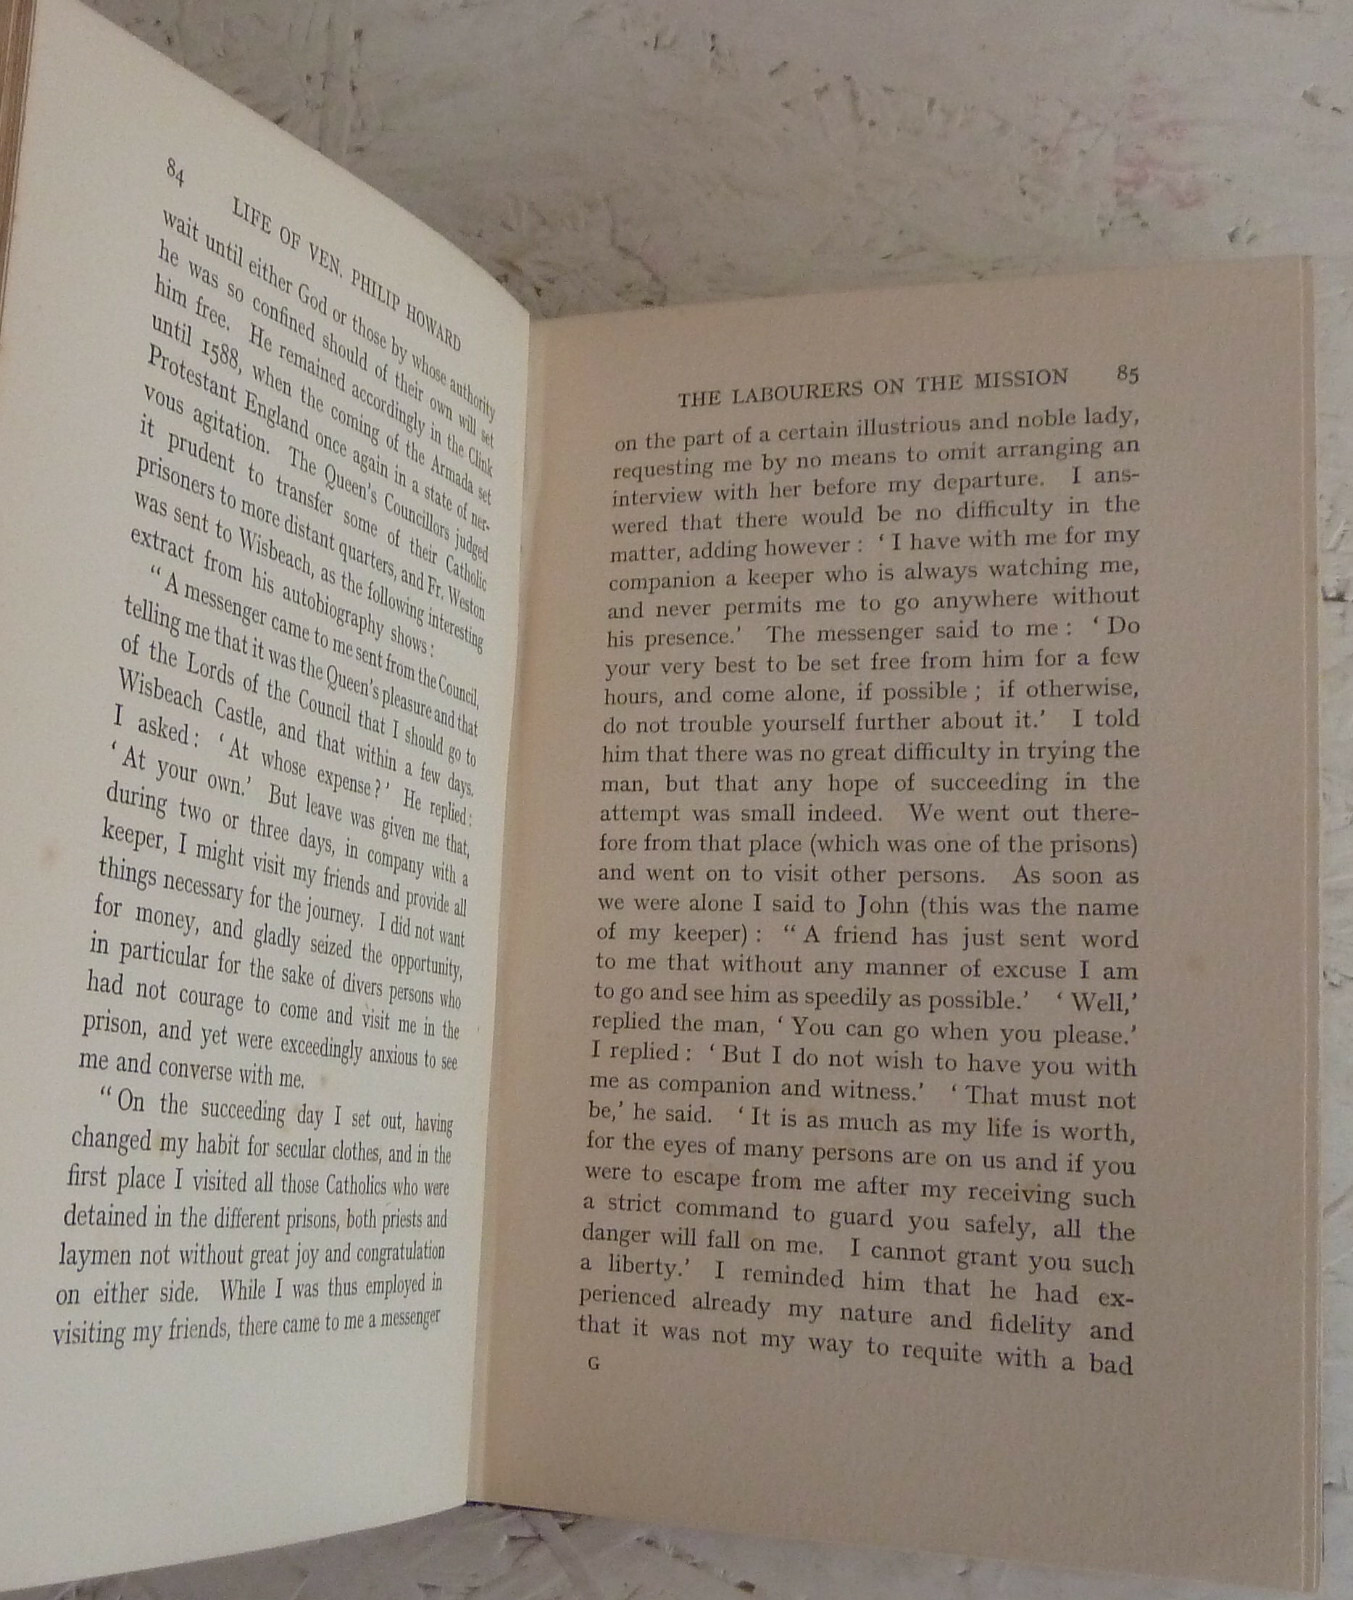 84
LIFE OF VEN. PHILIP HOWARD
wait until either God or those by whose authority
he was so confined should of their own will set
him free. He remained accordingly in the Clink
until 1588, when the coming of the Armada set
Protestant England once again in a state of ner-
vous agitation. The Queen's Councillors judged
it prudent to transfer some of their Catholic
prisoners to more distant quarters, and Fr. Weston
was sent to Wisbeach, as the following interesting
extract from his autobiography shows:
"A messenger came to me sent from the Council,
telling me that it was the Queen's pleasure and that
of the Lords of the Council that I should go to
Wisbeach Castle, and that within a few days.
I asked: 'At whose expense?' He replied:
'At your own.' But leave was given me that,
during two or three days, in company with a
keeper, I might visit my friends and provide all
things necessary for the journey. I did not want
for money, and gladly seized the opportunity,
in particular for the sake of divers persons who
had not courage to come and visit me in the
prison, and yet were exceedingly anxious to see
me and converse with me.
"On the succeeding day I set out, having
changed my habit for secular clothes, and in the
first place I visited all those Catholics who were
detained in the different prisons, both priests and
laymen not without great joy and congratulation
on either side. While I was thus employed in
visiting my friends, there came to me a messenger
THE LABOURERS ON THE MISSION 85
on the part of a certain illustrious and noble lady,
requesting me by no means to omit arranging an
interview with her before my departure. I ans-
wered that there would be no difficulty in the
matter, adding however : 'I have with me for my
companion a keeper who is always watching me,
and never permits me to go anywhere without
his presence.' The messenger said to me : 'Do
your very best to be set free from him for a few
hours, and come alone, if possible ; if otherwise,
do not trouble yourself further about it.' I told
him that there was no great difficulty in trying the
man, but that any hope of succeeding in the
attempt was small indeed. We went out there-
fore from that place (which was one of the prisons)
and went on to visit other persons. As soon as
we were alone I said to John (this was the name
of my keeper) : "A friend has just sent word
to me that without any manner of excuse I am
to go and see him as speedily as possible.' 'Well,'
replied the man, 'You can go when you please.'
I replied : 'But I do not wish to have you with
me as companion and witness.' 'That must not
be,' he said. 'It is as much as my life is worth,
for the eyes of many persons are on us and if you
were to escape from me after my receiving such
a strict command to guard you safely, all the
danger will fall on me. I cannot grant you such
a liberty.' I reminded him that he had ex-
perienced already my nature and fidelity and
that it was not my way to requite with a bad
G